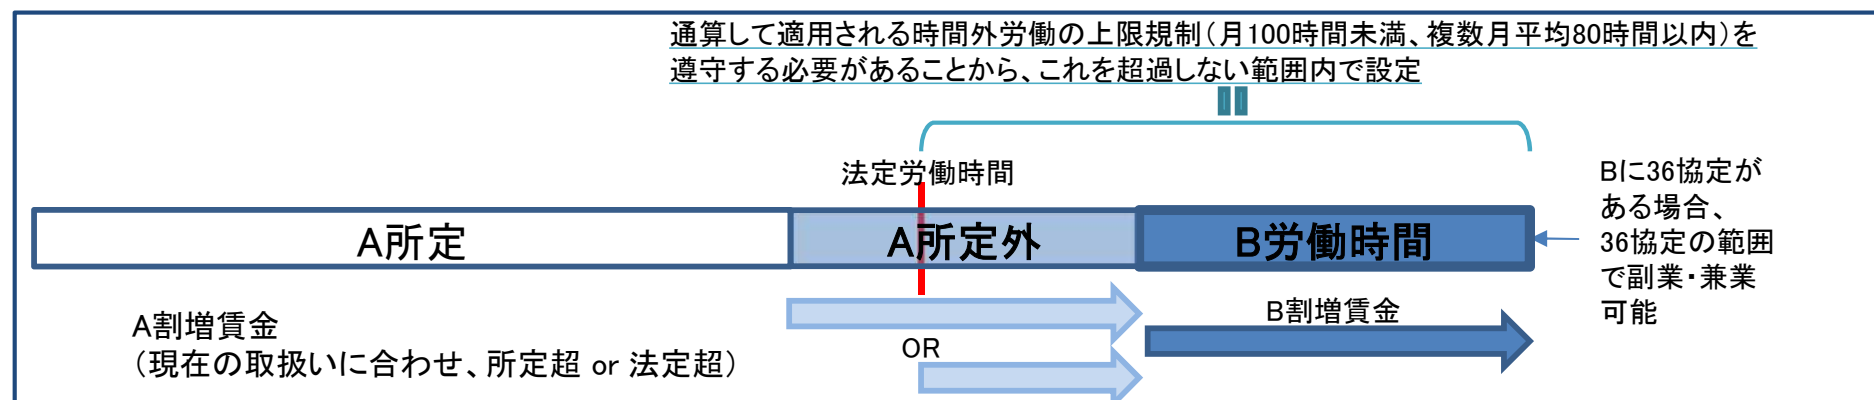 通算して適用される時間外労働の上限規制(月100時間未満、複数月平均80時間以内)を
遵守する必要があることから、これを超過しない範囲内で設定
法定労働時間
A所定
A所定外
B労働時間
Bに36協定が
ある場合、
36協定の範囲
で副業・兼業
可能
A割増賃金
(現在の取扱いに合わせ、所定超 or 法定超)
OR
B割増賃金